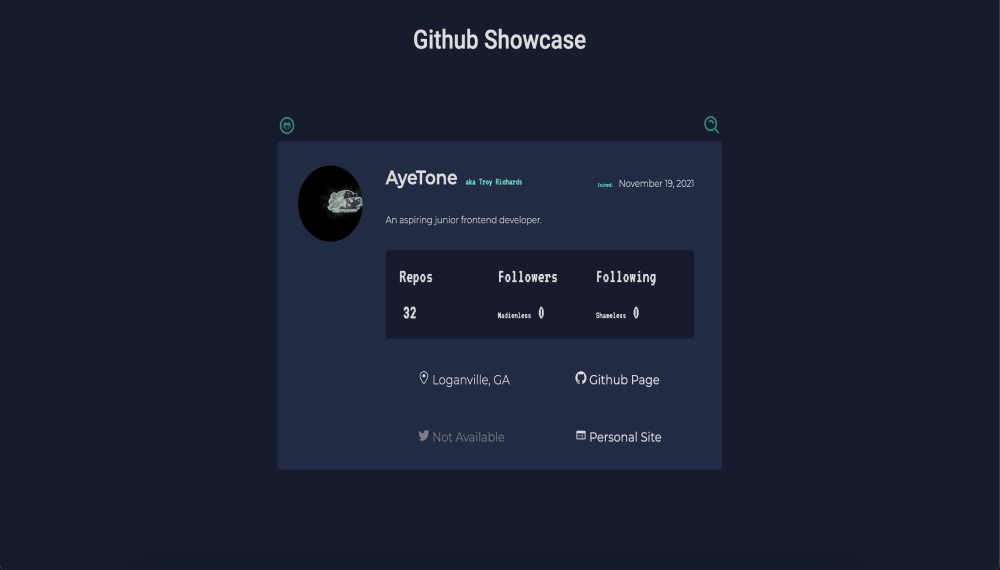 Github Showcase
AyeTone aka Troy Richards Joined: November 19, 2021
An aspiring junior frontend developer.
Repos Followers Following
32 Madienless 0 Shameless 0
Loganville, GA Github Page
Not Available Personal Site